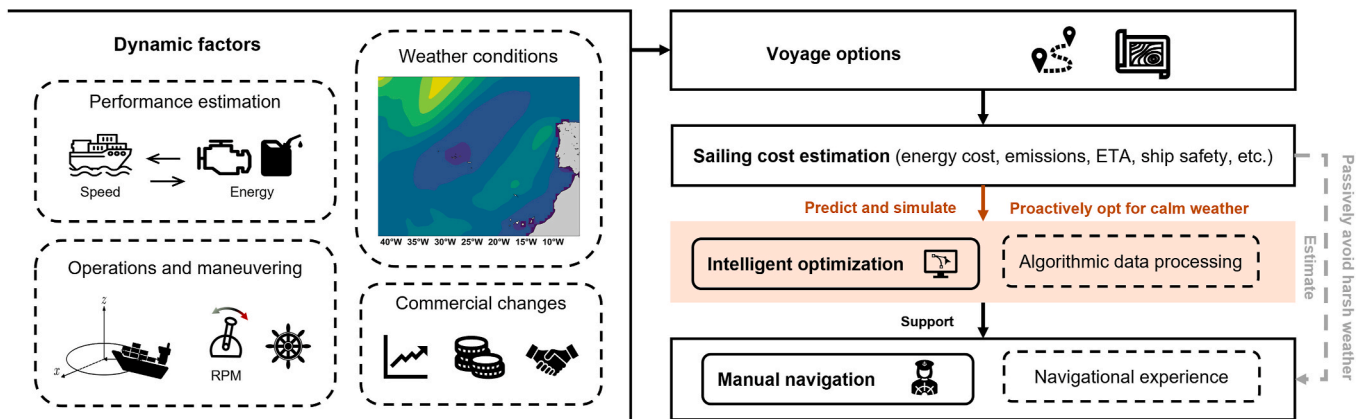 Dynamic factors
Performance estimation
Speed
Energy
Operations and maneuvering
z
x
RPM
Weather conditions
40°W 35°W 30°W 25°W 20°W 15°W 10°W
Commercial changes
Voyage options
Sailing cost estimation (energy cost, emissions, ETA, ship safety, etc.)
Predict and simulate
Proactively opt for calm weather
Intelligent optimization
Algorithmic data processing
Support
Manual navigation
Navigational experience
Estimate
Passively avoid harsh weather